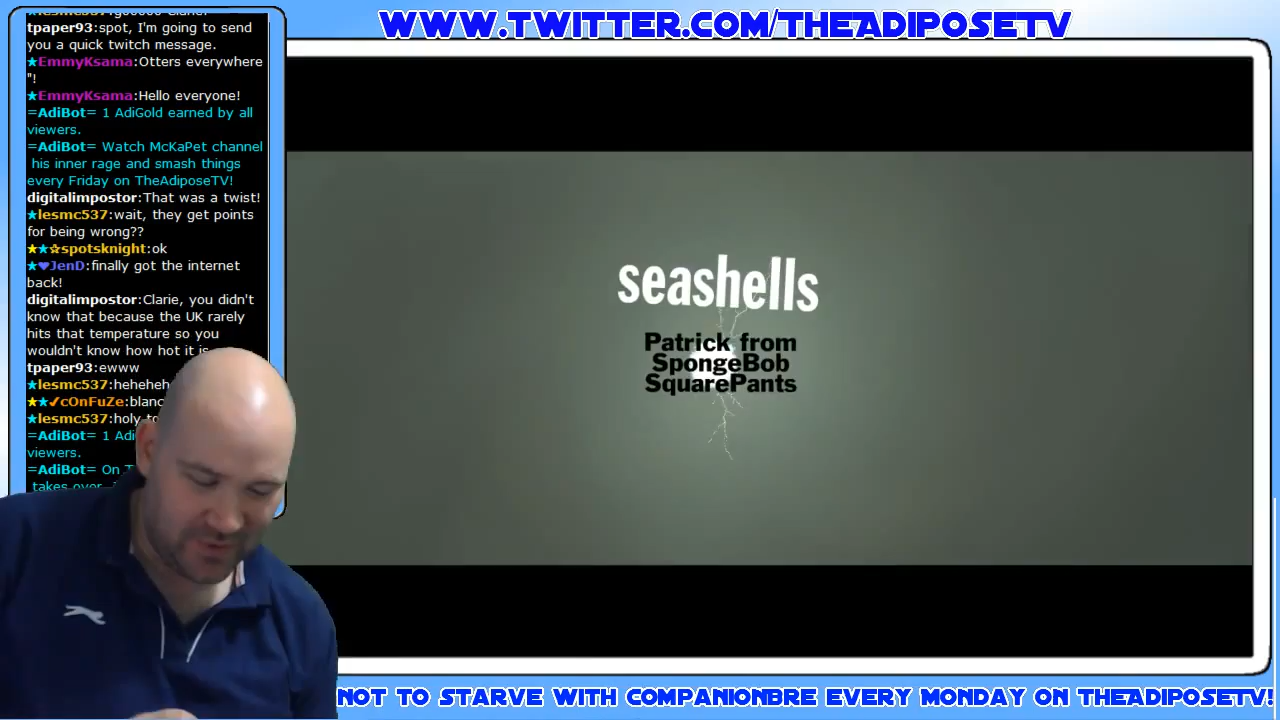 WWW.TWITTER.COM/THEADIPOSETV
tpaper93:spot, I'm going to send
you a quick twitch message.
★EmmyKsama:Otters everywhere
"!
★EmmyKsama:Hello everyone!
=AdiBot= 1 AdiGold earned by all
viewers.
=AdiBot= Watch McKaPet channel
his inner rage and smash things
every Friday on TheAdiposeTV!
digitalimpostor:That was a twist!
★lesmc537:wait, they get points
for being wrong??
★★✫spotsknight:ok
★❤JenD:finally got the internet
back!
digitalimpostor:Clarie, you didn't
know that because the UK rarely
hits that temperature so you
wouldn't know how hot it is
tpaper93:ewww
★lesmc537:heheheh
★★✔cOnFuZe:blanc
★lesmc537:holy
=AdiBot= 1
viewers.
=AdiBot= On
takes over
seashells
Patrick from
SpongeBob
SquarePants
NOT TO STARVE WITH COMPANIONBRE EVERY MONDAY ON THEADIPOSETV!